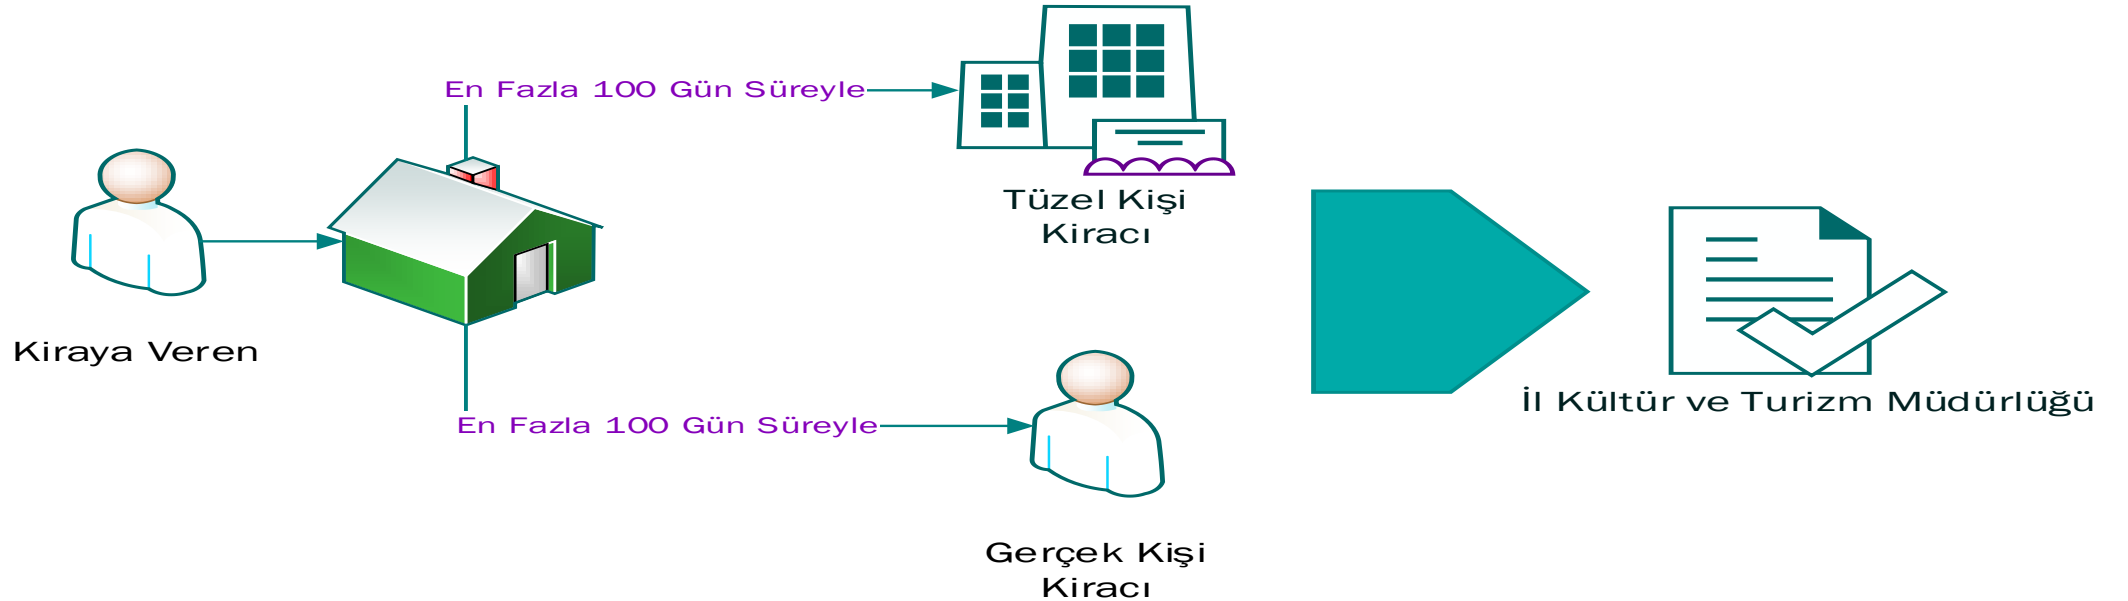 En Fazla 100 Gün Süreyle
Tüzel Kişi
Kiracı
Kiraya Veren
İl Kültür ve Turizm Müdürlüğü
En Fazla 100 Gün Süreyle
Gerçek Kişi
Kiracı